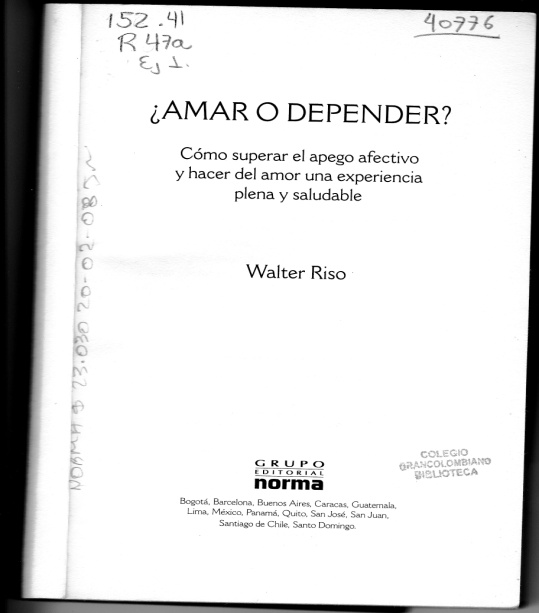 152.41
R 47a
Ej 1.
40776
¿AMAR O DEPENDER?
Cómo superar el apego afectivo
y hacer del amor una experiencia
plena y saludable
Walter Riso
NORMA $ 23.030 20-02-08
GRUPO
EDITORIAL
norma
COLEGIO
GRANCOLOMBIANO
BIBLIOTECA
Bogotá, Barcelona, Buenos Aires, Caracas, Guatemala,
Lima, México, Panamá, Quito, San José, San Juan,
Santiago de Chile, Santo Domingo.